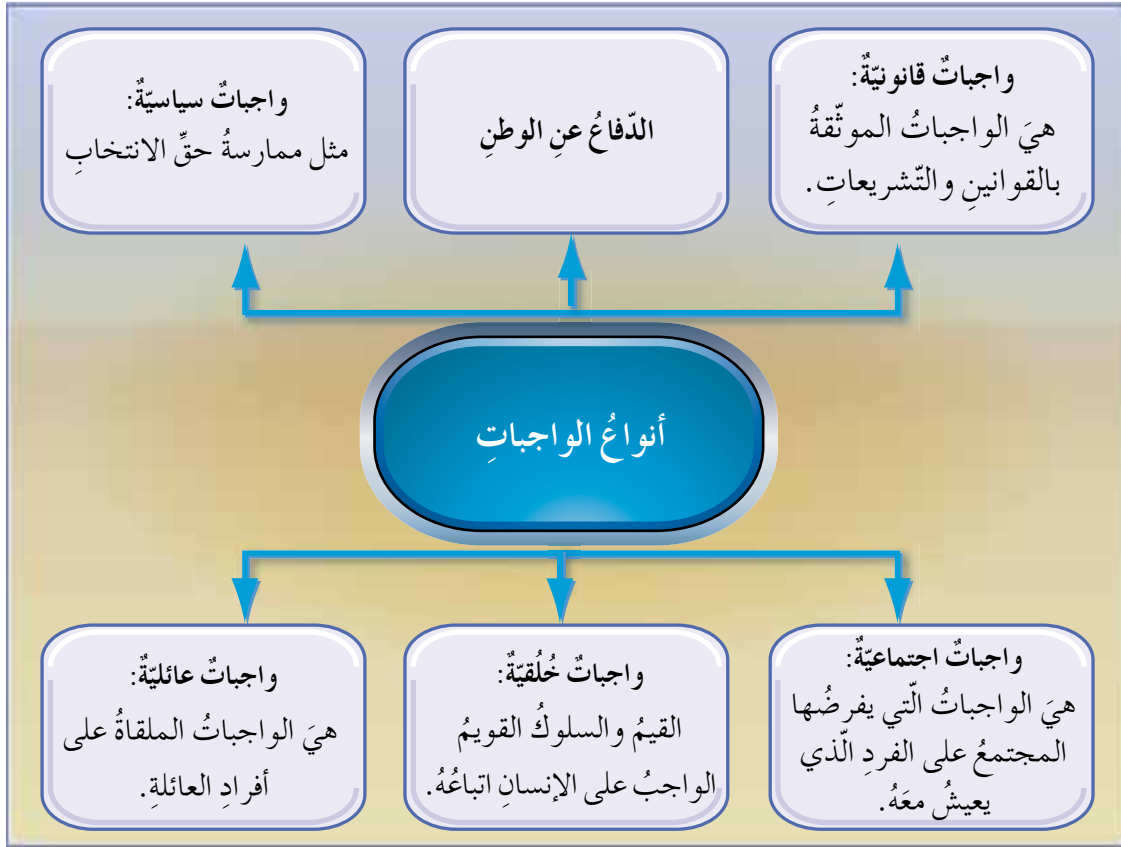 واجباتٌ قانونيّةٌ:
هيَ الواجباتُ الموثّقةُ
بالقوانينِ والتّشريعاتِ.
الدّفاعُ عنِ الوطنِ
واجباتٌ سياسيّةٌ:
مثل ممارسةُ حقِّ الانتخابِ
أنواعُ الواجباتِ
واجباتٌ اجتماعيّةٌ:
هيَ الواجباتُ الّتي يفرضُها
المجتمعُ على الفردِ الّذي
يعيشُ معَهُ.
واجباتٌ خُلُقيّةٌ:
القيمُ والسلوكُ القويمُ
الواجبُ على الإنسانِ اتباعُهُ.
واجباتٌ عائليّةٌ:
هيَ الواجباتُ الملقاةُ على
أفرادِ العائلةِ.